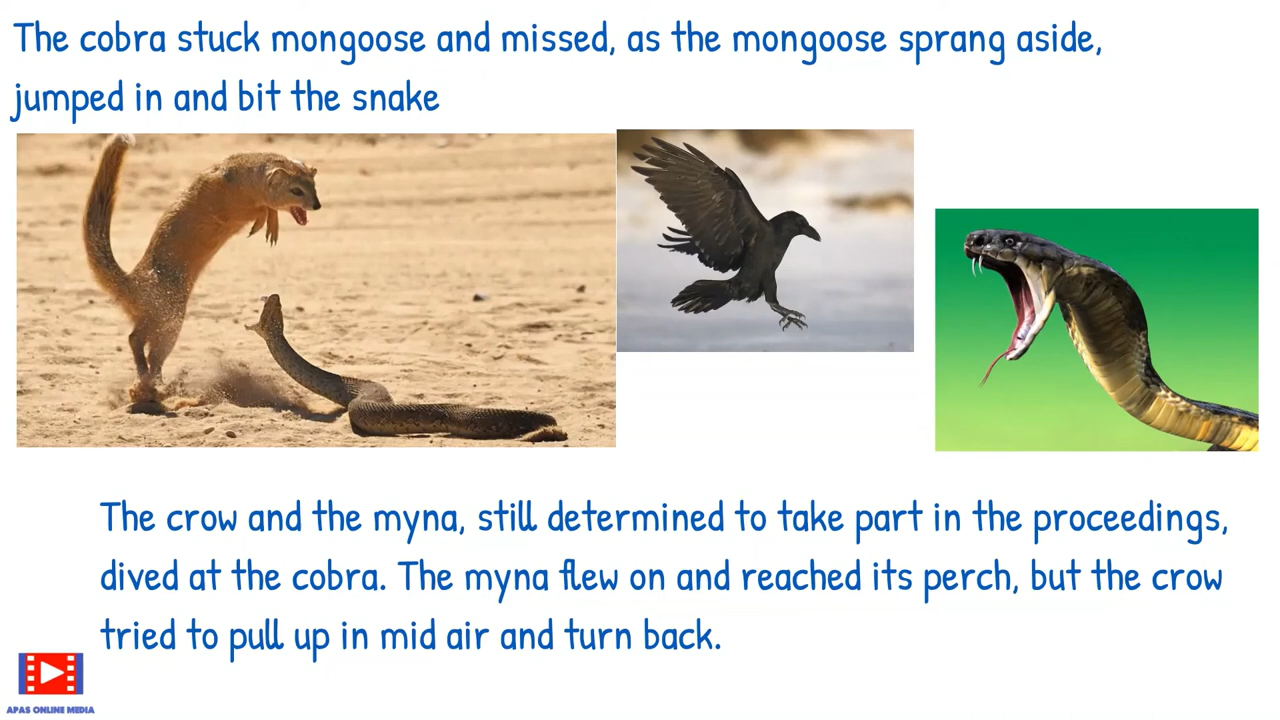 The cobra stuck mongoose and missed, as the mongoose sprang aside,
jumped in and bit the snake
The crow and the myna, still determined to take part in the proceedings,
dived at the cobra. The myna flew on and reached its perch, but the crow
tried to pull up in mid air and turn back.
APAS ONLINE MEDIA